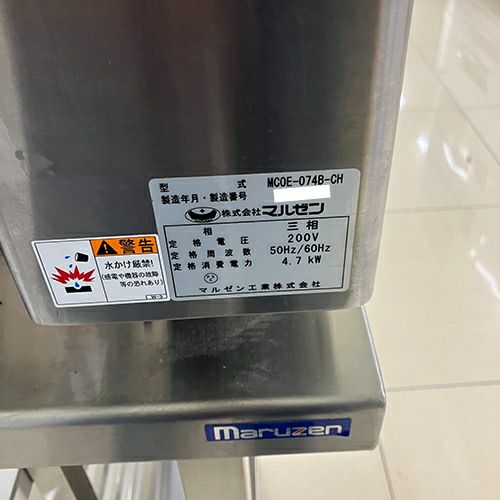 型 式 MCOE-074B-CH
製造年月・製造番号
株式会社マルゼン
相 三相
定格電圧 200V
定格周波数 50Hz/60Hz
定格消費電力 4.7 kW
マルゼン工業株式会社
警告
水かけ厳禁!
(感電や機器の故障
等の恐れあり)
maruzen